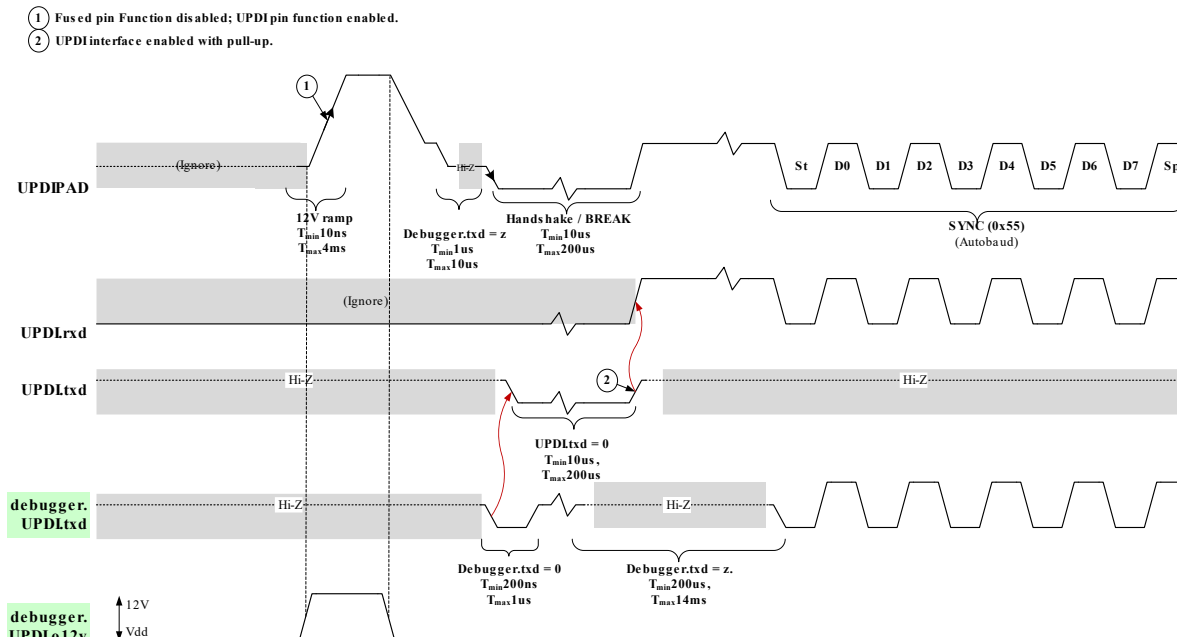 1 Fused pin Function disabled; UPDI pin function enabled.
2 UPDI interface enabled with pull-up.
1
(Ignore)
Hi-Z
St D0 D1 D2 D3 D4 D5 D6 D7 Sp
UPDIPAD
12V ramp
Tmin10ns
Tmax4ms
Debugger.txd = z
Tmin1us
Tmax10us
Handshake / BREAK
Tmin10us
Tmax200us
SYNC (0x55)
(Autobaud)
(Ignore)
UPDI.rxd
Hi-Z
2
Hi-Z
UPDI.txd
UPDI.txd = 0
Tmin10us,
Tmax200us
debugger.
UPDI.txd
Hi-Z
Hi-Z
Debugger.txd = 0
Tmin200ns
Tmax1us
Debugger.txd = z.
Tmin200us,
Tmax14ms
debugger.
UPDI.o12v
12V
Vdd